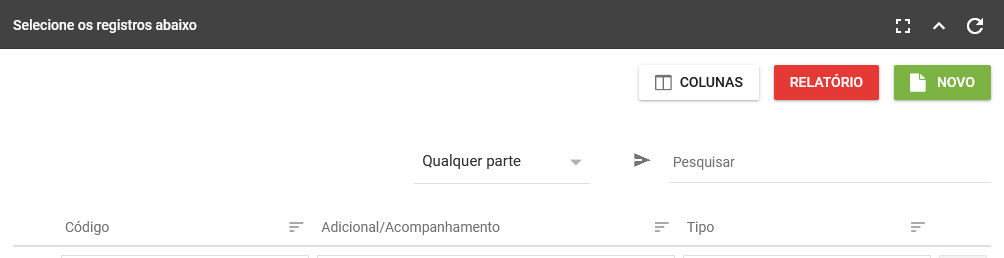 Selecione os registros abaixo
COLUNAS RELATÓRIO NOVO
Qualquer parte Pesquisar
Código Adicional/Acompanhamento Tipo